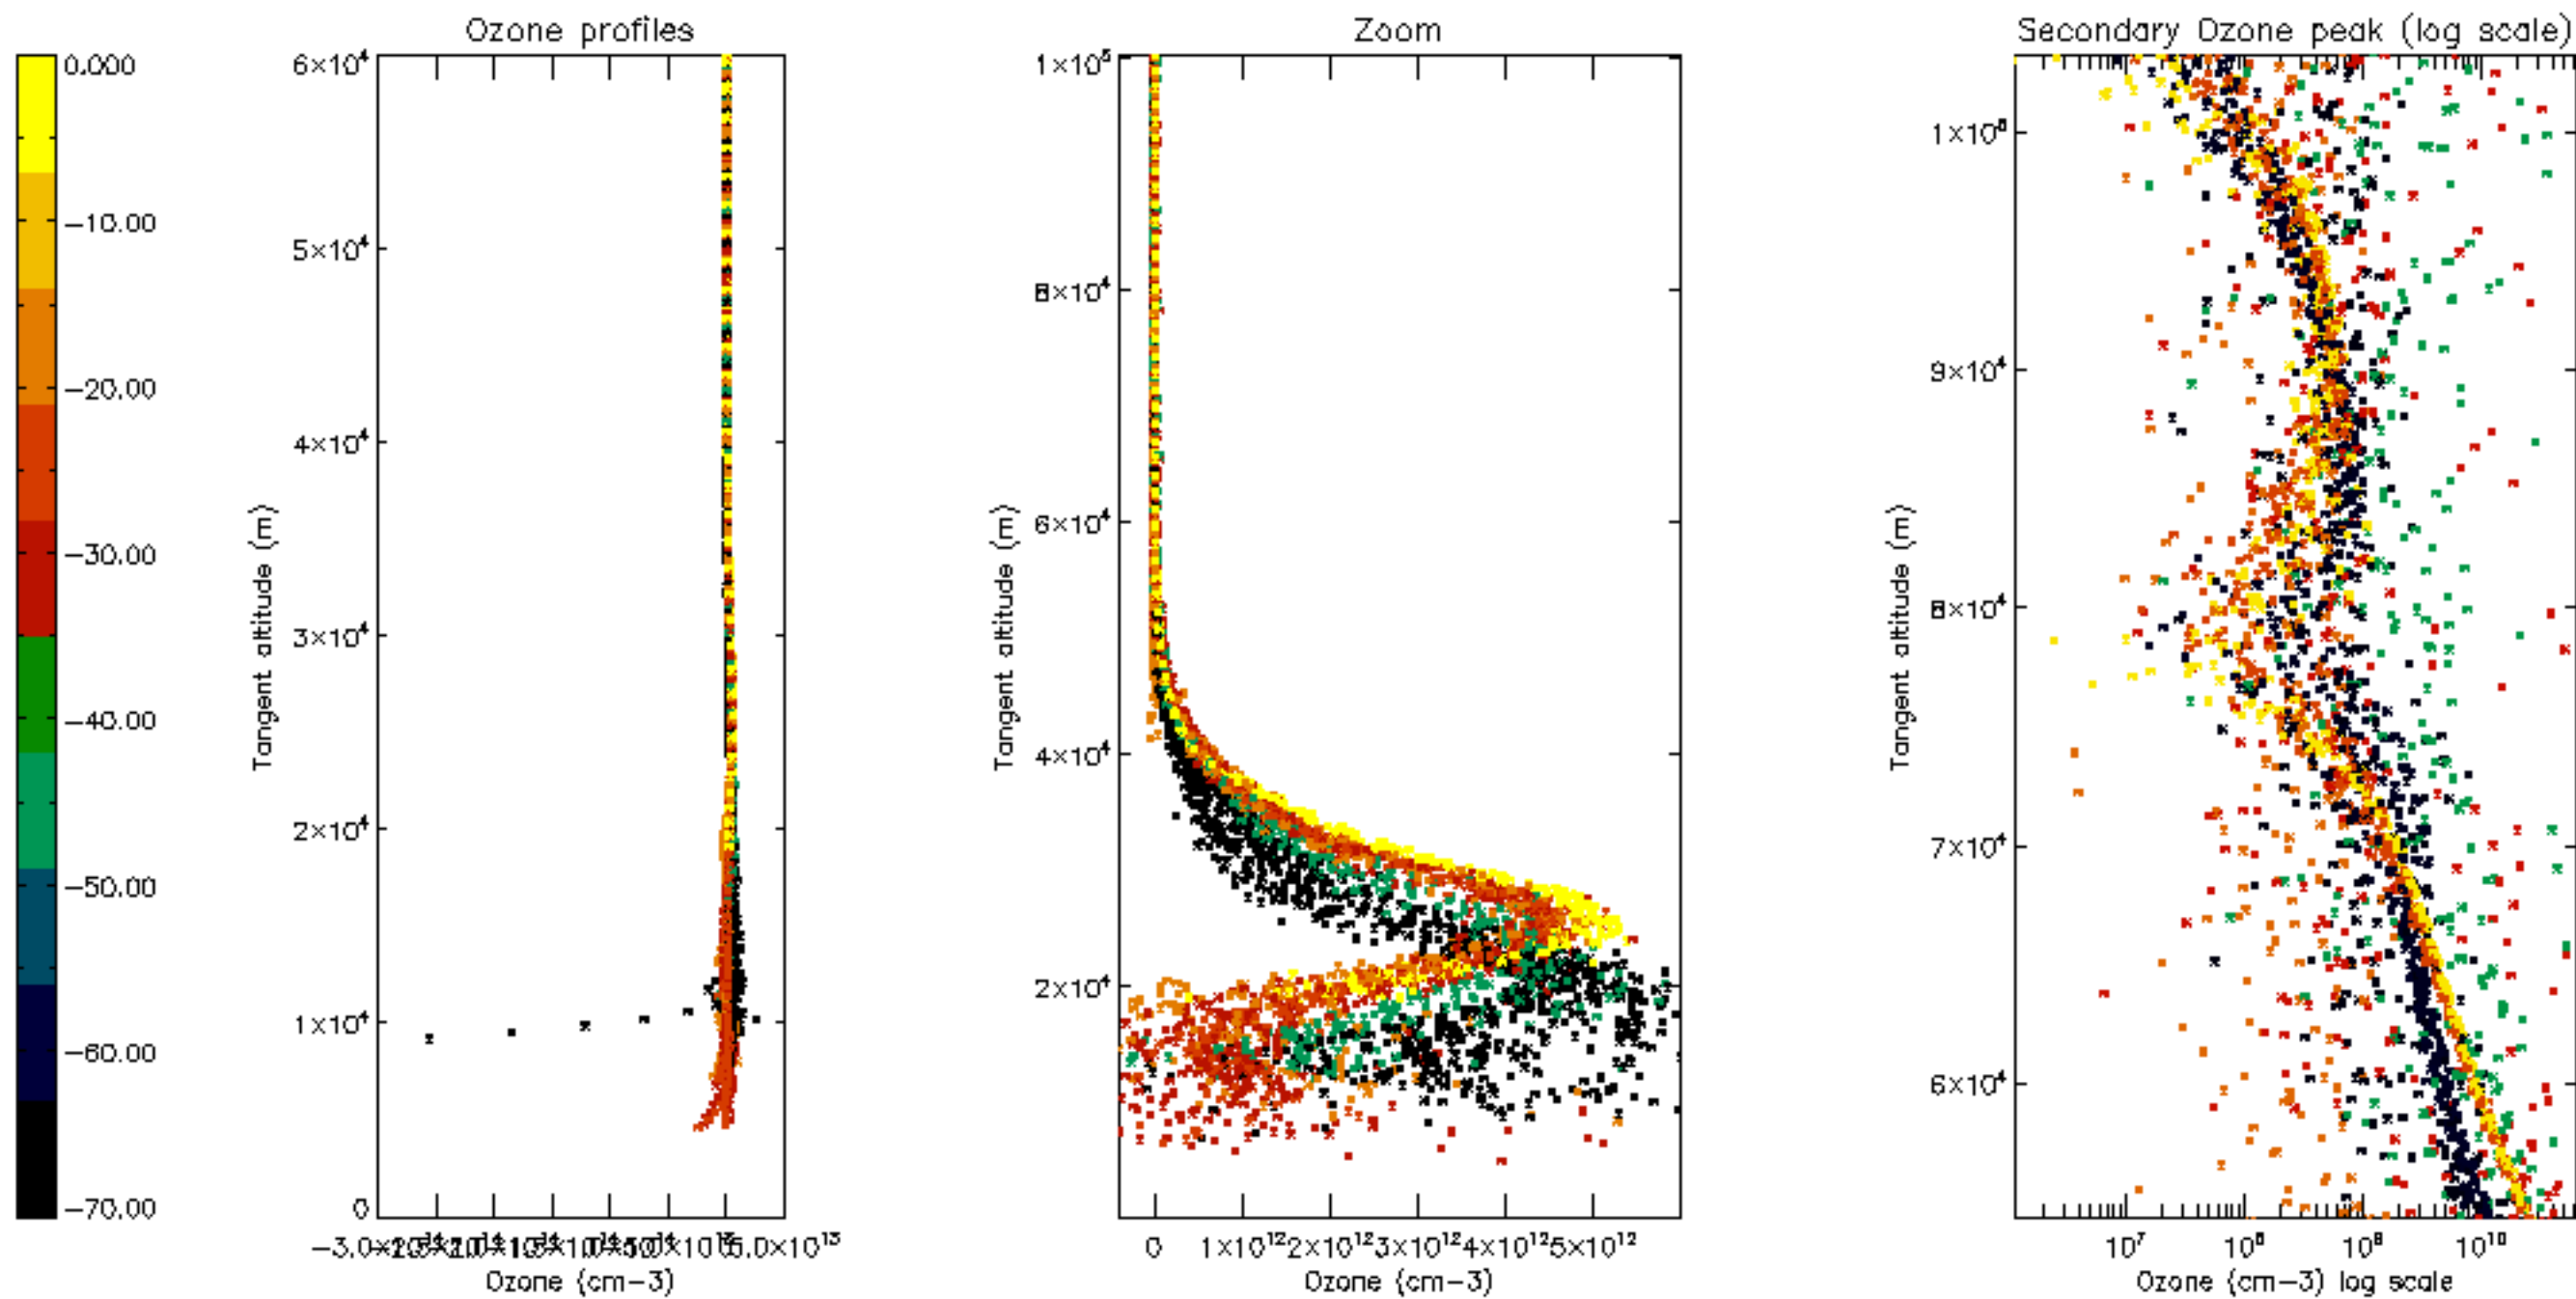 Ozone profiles
Zoom
Secondary Ozone peak (log scale)
0.000
−10.00
−20.00
−30.00
−40.00
−50.00
−60.00
−70.00
6×10⁴
5×10⁴
4×10⁴
3×10⁴
2×10⁴
1×10⁴
0
Tangent altitude (m)
5.0×10¹³
Ozone (cm−3)
1×10⁵
8×10⁴
6×10⁴
4×10⁴
2×10⁴
Tangent altitude (m)
0 1×10¹² 2×10¹² 3×10¹² 4×10¹² 5×10¹²
Ozone (cm−3)
9×10⁴
8×10⁴
7×10⁴
6×10⁴
Tangent altitude (m)
10⁷ 10⁸ 10⁹ 10¹⁰
Ozone (cm−3) log scale